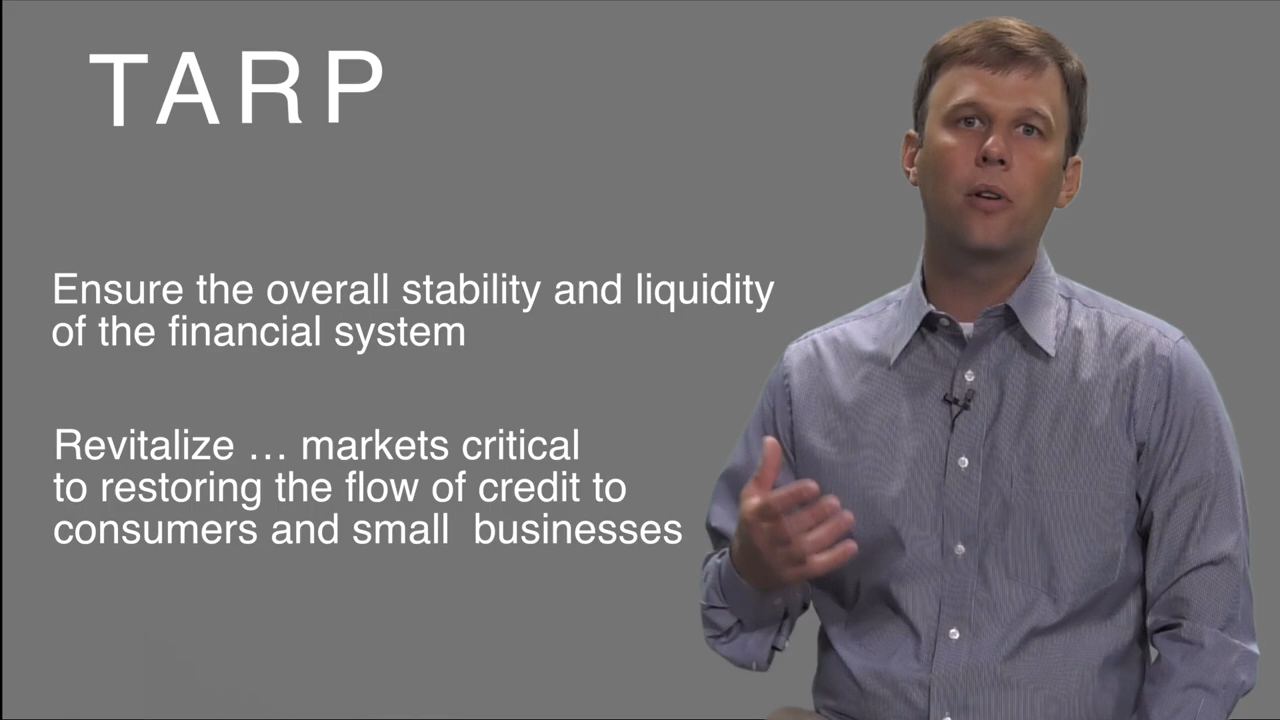 TARP
Ensure the overall stability and liquidity
of the financial system
Revitalize … markets critical
to restoring the flow of credit to
consumers and small  businesses